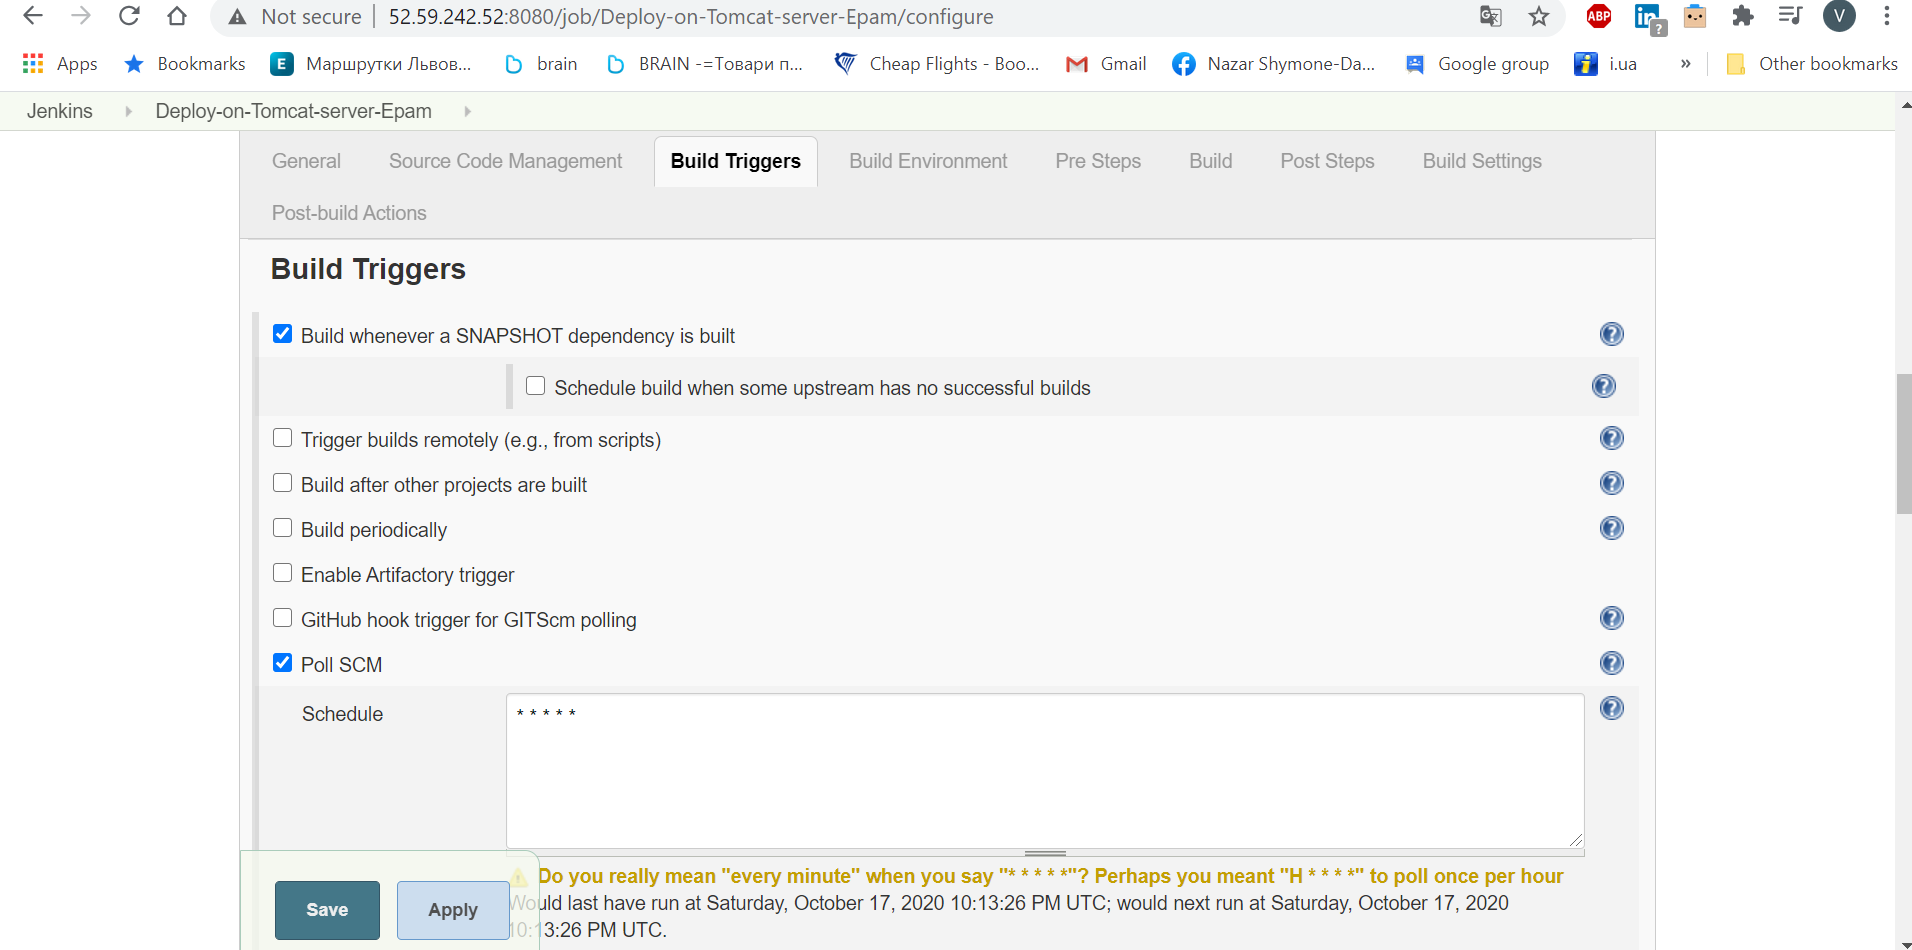 Not secure | 52.59.242.52:8080/job/Deploy-on-Tomcat-server-Epam/configure ABP in ? V
Apps Bookmarks E Маршрутки Львов... brain BRAIN -=Товари п... Cheap Flights - Boo... Gmail Nazar Shymone-Da... Google group i.ua » Other bookmarks
Jenkins Deploy-on-Tomcat-server-Epam
General Source Code Management Build Triggers Build Environment Pre Steps Build Post Steps Build Settings
Post-build Actions
Build Triggers
Build whenever a SNAPSHOT dependency is built
Schedule build when some upstream has no successful builds
Trigger builds remotely (e.g., from scripts)
Build after other projects are built
Build periodically
Enable Artifactory trigger
GitHub hook trigger for GITScm polling
Poll SCM
Schedule * * * * *
Do you really mean "every minute" when you say "* * * * *"? Perhaps you meant "H * * * *" to poll once per hour
Would last have run at Saturday, October 17, 2020 10:13:26 PM UTC; would next run at Saturday, October 17, 2020
10:13:26 PM UTC.
Save Apply